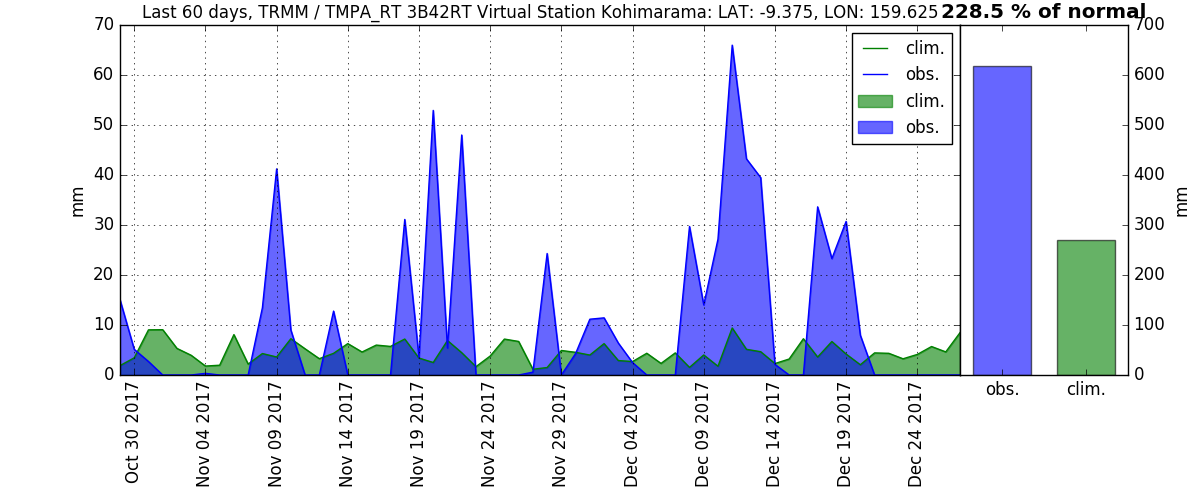 Last 60 days, TRMM / TMPA_RT 3B42RT Virtual Station Kohimarama: LAT: -9.375, LON: 159.625
228.5 % of normal
70
60
50
40
30
20
10
0
mm
clim.
obs.
clim.
obs.
700
600
500
400
300
200
100
0
mm
obs.
clim.
Oct 30 2017
Nov 04 2017
Nov 09 2017
Nov 14 2017
Nov 19 2017
Nov 24 2017
Nov 29 2017
Dec 04 2017
Dec 09 2017
Dec 14 2017
Dec 19 2017
Dec 24 2017